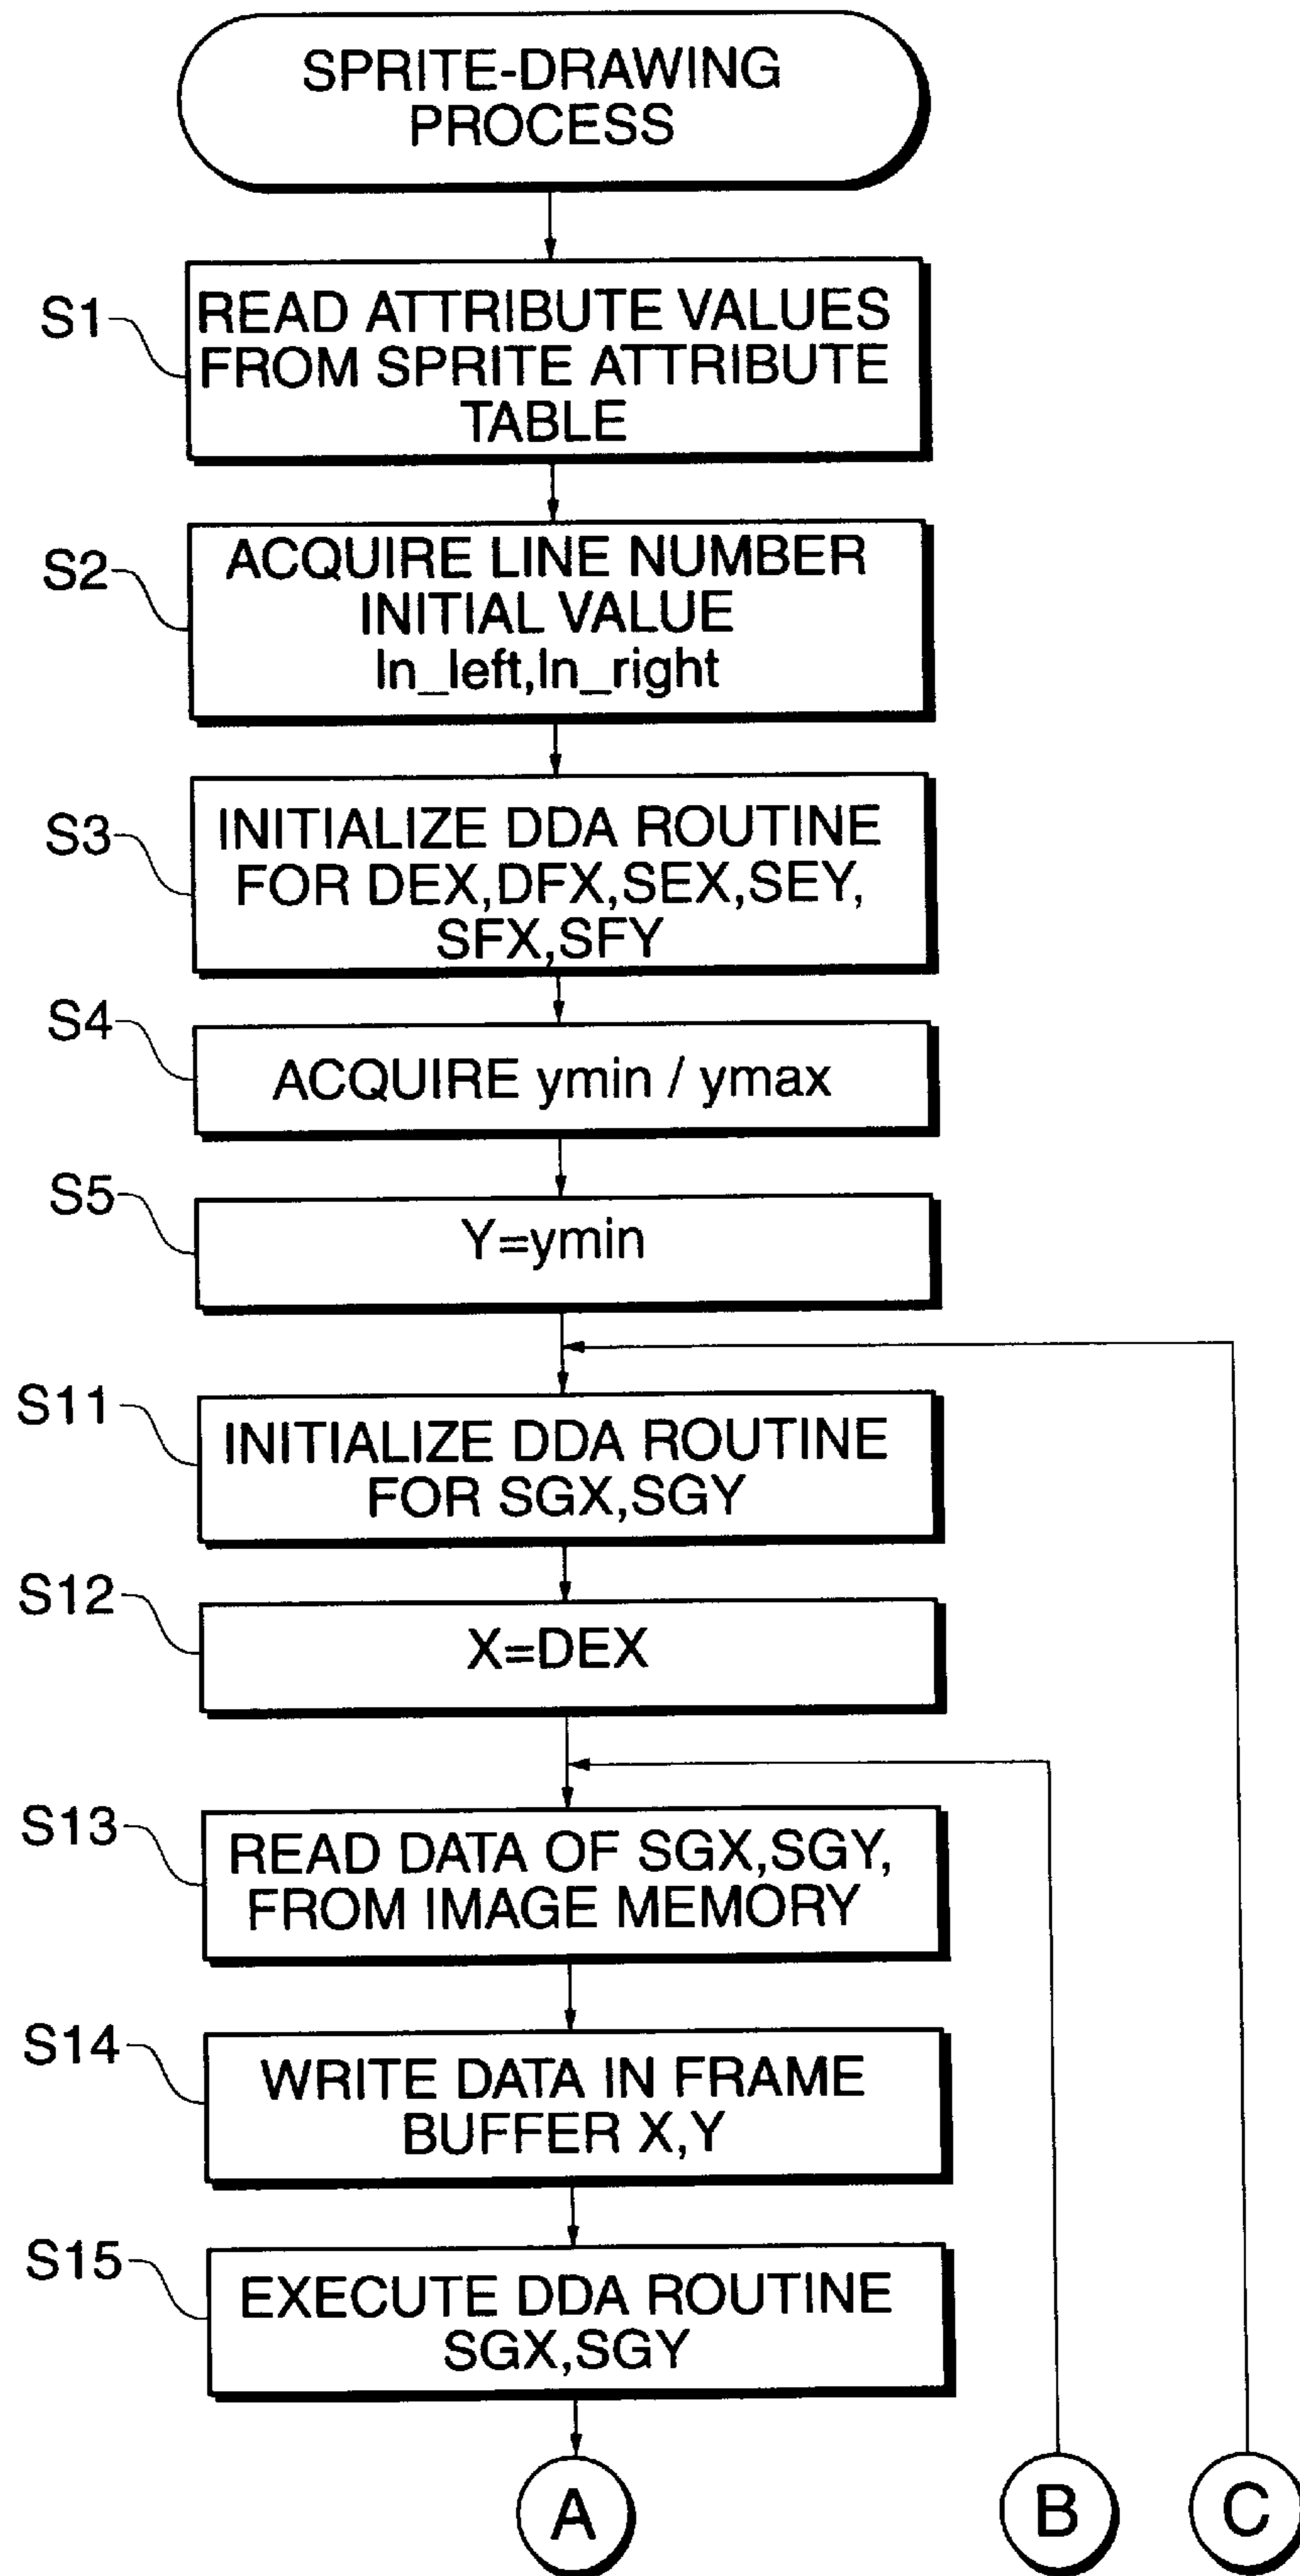 SPRITE-DRAWING
PROCESS
S1
READ ATTRIBUTE VALUES
FROM SPRITE ATTRIBUTE
TABLE
S2
ACQUIRE LINE NUMBER
INITIAL VALUE
ln_left,ln_right
S3
INITIALIZE DDA ROUTINE
FOR DEX,DFX,SEX,SEY,
SFX,SFY
S4
ACQUIRE ymin / ymax
S5
Y=ymin
S11
INITIALIZE DDA ROUTINE
FOR SGX,SGY
S12
X=DEX
S13
READ DATA OF SGX,SGY,
FROM IMAGE MEMORY
S14
WRITE DATA IN FRAME
BUFFER X,Y
S15
EXECUTE DDA ROUTINE
SGX,SGY
A
B
C